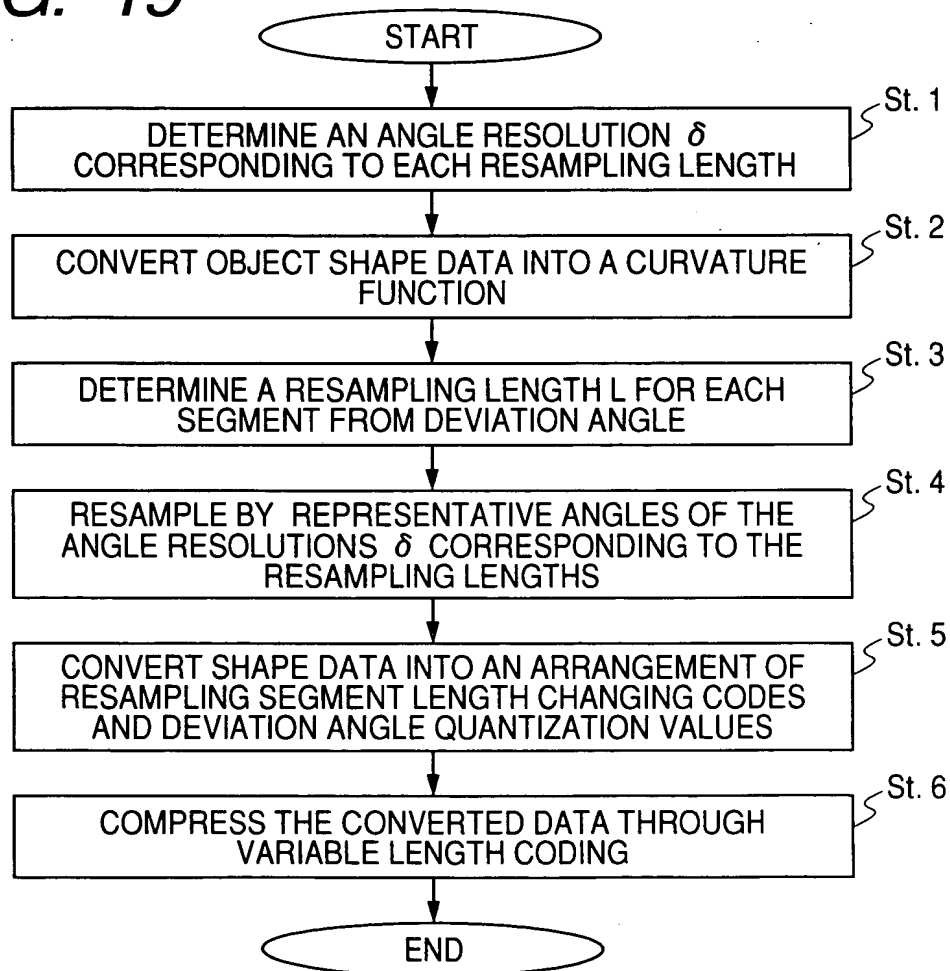 G. 19
START
St. 1
DETERMINE AN ANGLE RESOLUTION δ
CORRESPONDING TO EACH RESAMPLING LENGTH
St. 2
CONVERT OBJECT SHAPE DATA INTO A CURVATURE
FUNCTION
St. 3
DETERMINE A RESAMPLING LENGTH L FOR EACH
SEGMENT FROM DEVIATION ANGLE
St. 4
RESAMPLE BY REPRESENTATIVE ANGLES OF THE
ANGLE RESOLUTIONS δ CORRESPONDING TO THE
RESAMPLING LENGTHS
St. 5
CONVERT SHAPE DATA INTO AN ARRANGEMENT OF
RESAMPLING SEGMENT LENGTH CHANGING CODES
AND DEVIATION ANGLE QUANTIZATION VALUES
St. 6
COMPRESS THE CONVERTED DATA THROUGH
VARIABLE LENGTH CODING
END